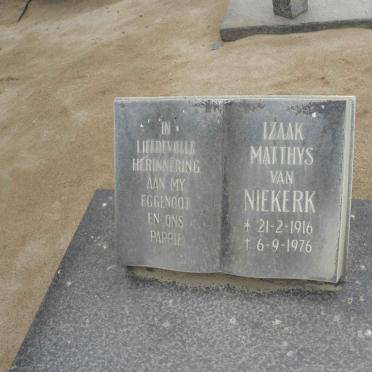 IN
LIEFDEVOLLE
HERINNERING
AAN MY
EGGENOOT
EN ONS
PAPPIE
IZAAK
MATTHYS
VAN
NIEKERK
* 21-2-1916
† 6-9-1976